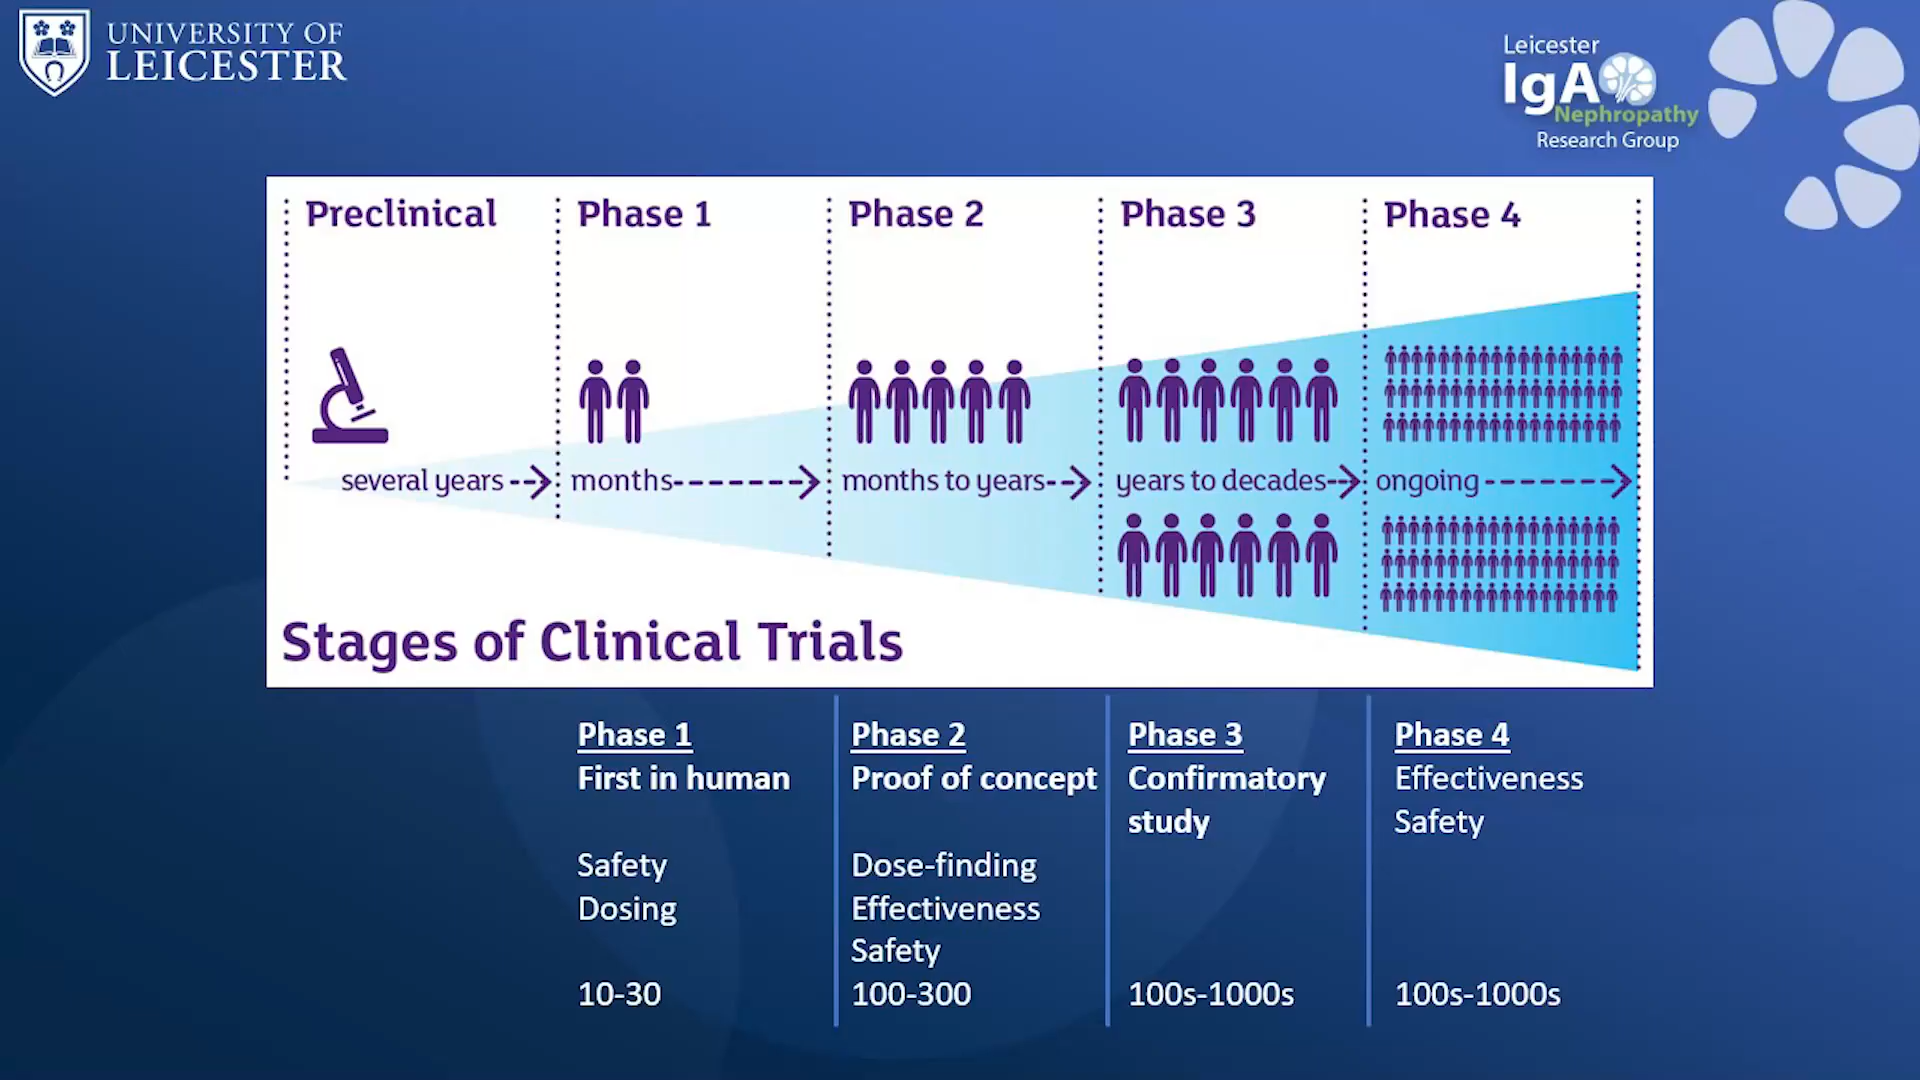 UNIVERSITY OF
LEICESTER
Leicester
IgA
Nephropathy
Research Group
Preclinical
Phase 1
Phase 2
Phase 3
Phase 4
several years
months
months to years
years to decades
ongoing
Stages of Clinical Trials
Phase 1
First in human
Safety
Dosing
10-30
Phase 2
Proof of concept
Dose-finding
Effectiveness
Safety
100-300
Phase 3
Confirmatory
study
100s-1000s
Phase 4
Effectiveness
Safety
100s-1000s